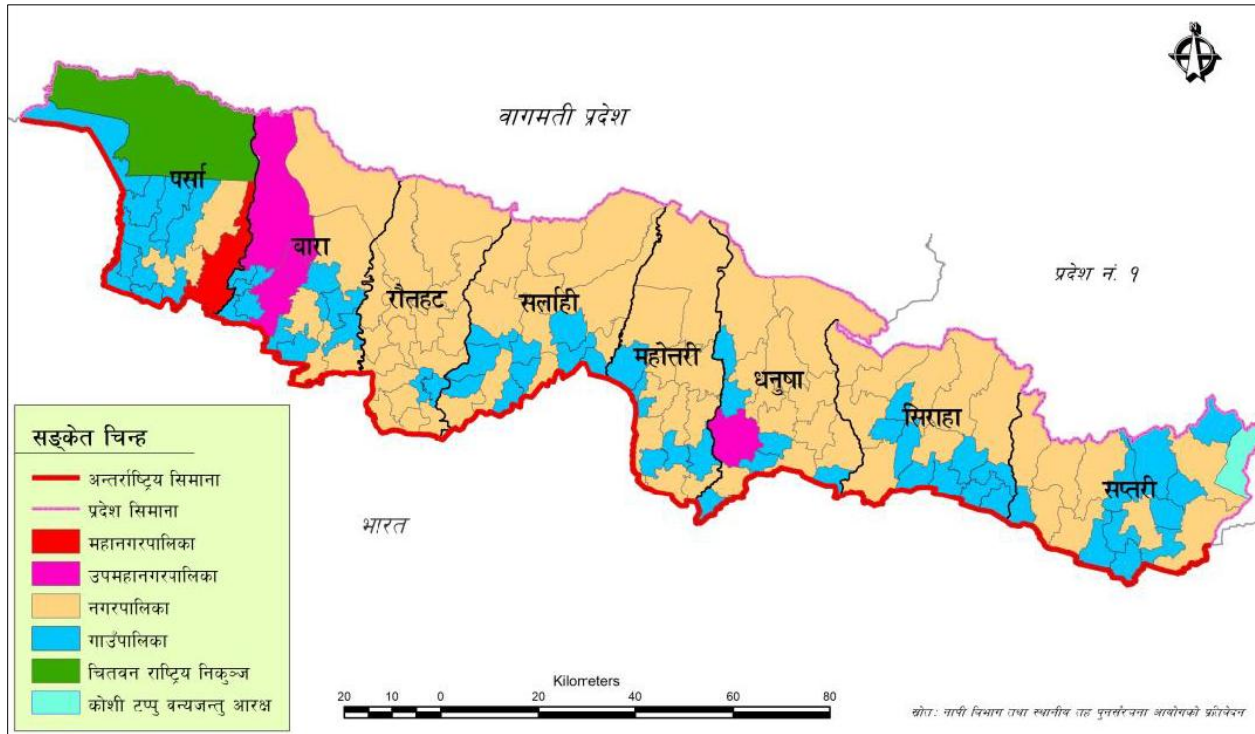 N
वागमती प्रदेश
प्रदेश नं. १
पर्सा
बारा
रौतहट
सर्लाही
महोत्तरी
धनुषा
सिराहा
सप्तरी
भारत
सङ्केत चिन्ह
अन्तर्राष्ट्रिय सिमाना
प्रदेश सिमाना
महानगरपालिका
उपमहानगरपालिका
नगरपालिका
गाउँपालिका
चितवन राष्ट्रिय निकुञ्ज
कोशी टप्पु वन्यजन्तु आरक्ष
Kilometers
20 10 0 20 40 60 80
स्रोत: नापी विभाग तथा स्थानीय तह पुनर्संरचना आयोगको प्रतिवेदन